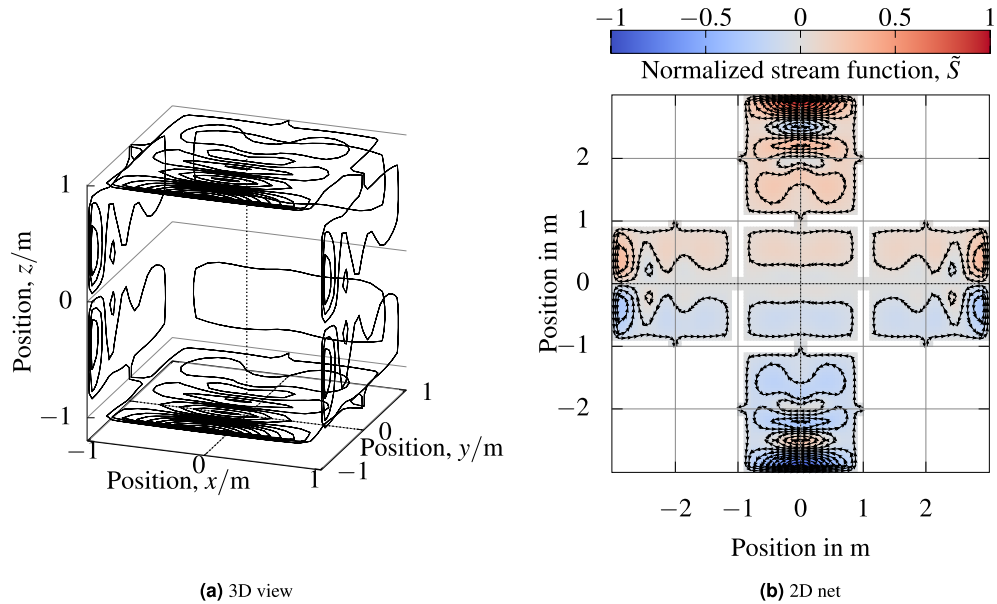 −1 −0.5 0 0.5 1
Normalized stream function, S̃
1
0
−1
Position, z/m
−1
0
1
Position, x/m
−1
0
1
Position, y/m
2
1
0
−1
−2
Position in m
−2 −1 0 1 2
Position in m
(a) 3D view
(b) 2D net